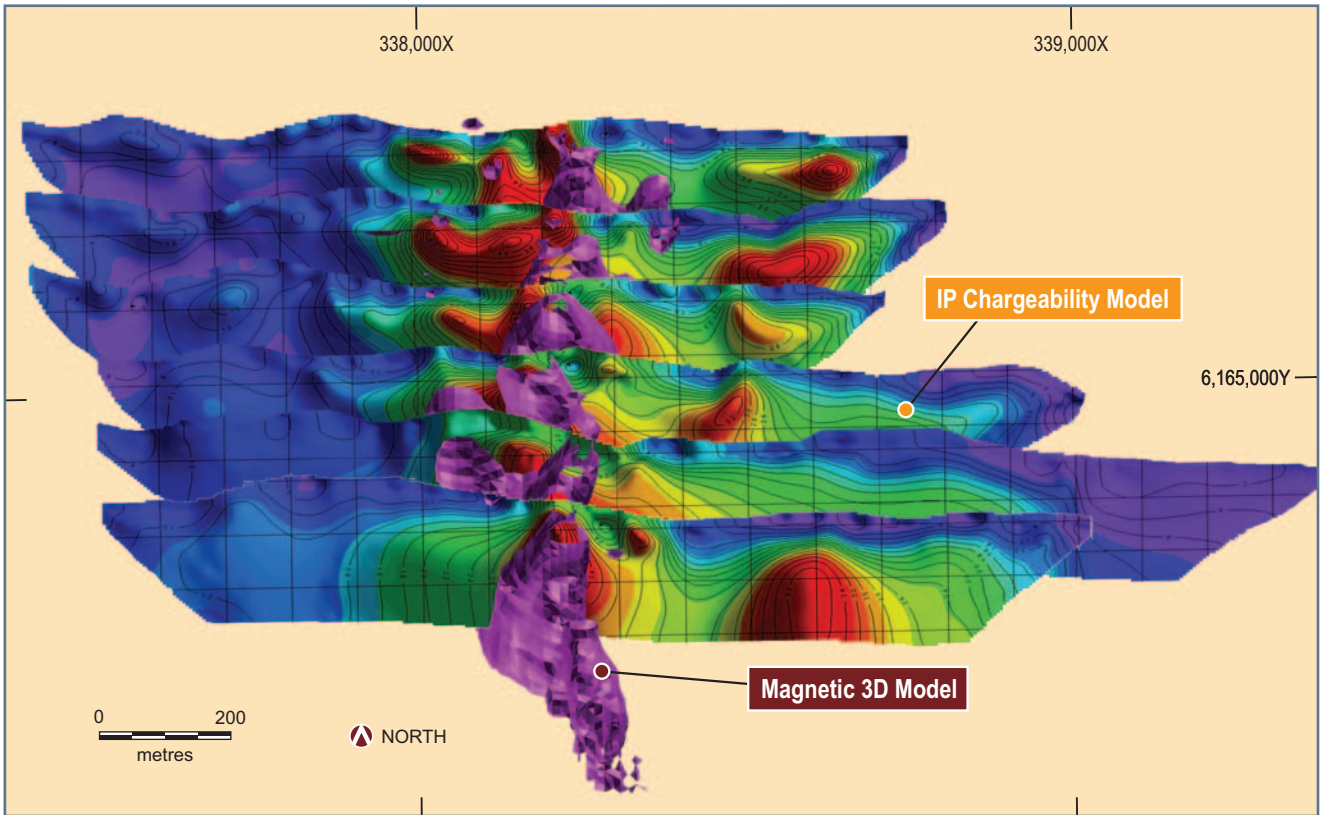 338,000X
339,000X
IP Chargeability Model
6,165,000Y
Magnetic 3D Model
0 200
metres
NORTH